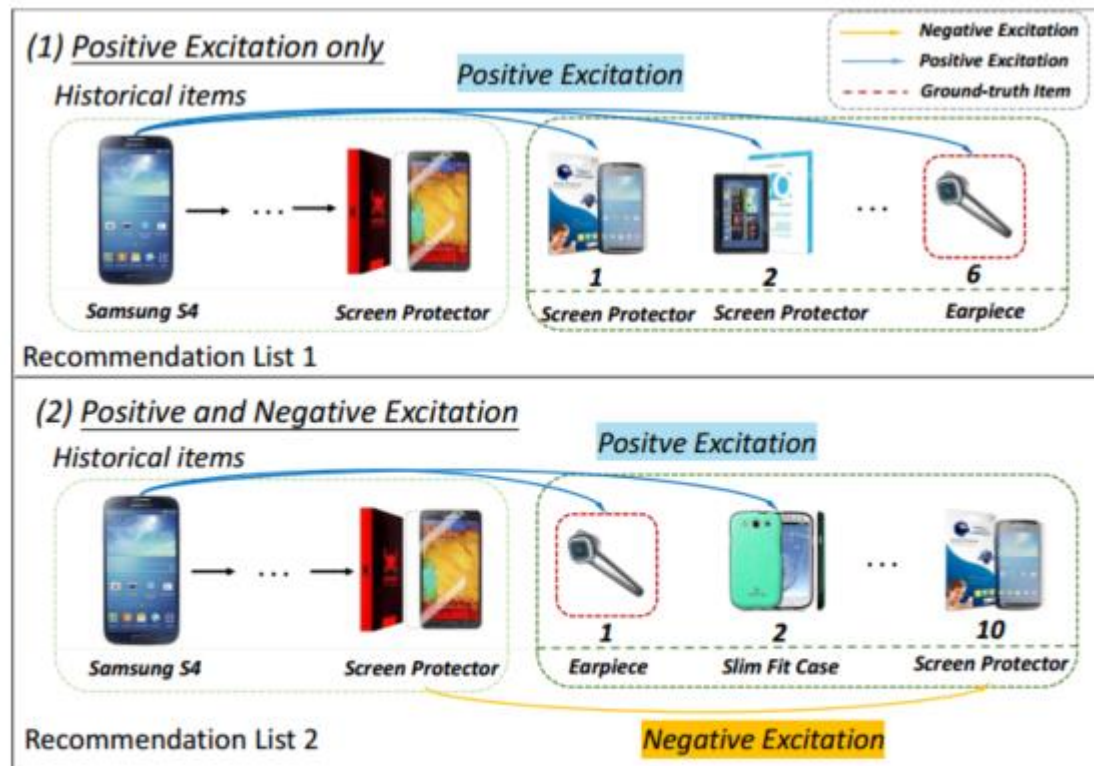 (1) Positive Excitation only
Negative Excitation
Positive Excitation
Ground-truth Item
Positive Excitation
Historical items
...
...
1
2
6
Samsung S4
Screen Protector
Screen Protector
Screen Protector
Earpiece
Recommendation List 1
(2) Positive and Negative Excitation
Positve Excitation
Historical items
...
...
1
2
10
Samsung S4
Screen Protector
Earpiece
Slim Fit Case
Screen Protector
Recommendation List 2
Negative Excitation